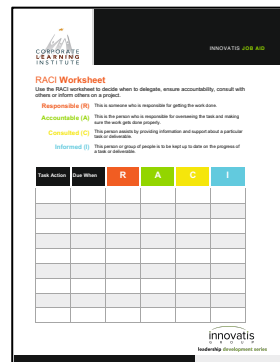 CORPORATE
LEARNING
INSTITUTE
INNOVATIS JOB AID
RACI Worksheet
Use the RACI worksheet to decide when to delegate, ensure accountability, consult with
others or inform others on a project.
Responsible (R) This is someone who is responsible for getting the work done.
Accountable (A) This is the person who is responsible for overseeing the task and making
sure the work gets done properly.
Consulted (C) This person assists by providing information and support about a particular
task or deliverable.
Informed (I) This person or group of people is to be kept up to date on the progress of
a task or deliverable.
Task Action Due When R A C I
innovatis
GROUP
leadership development series